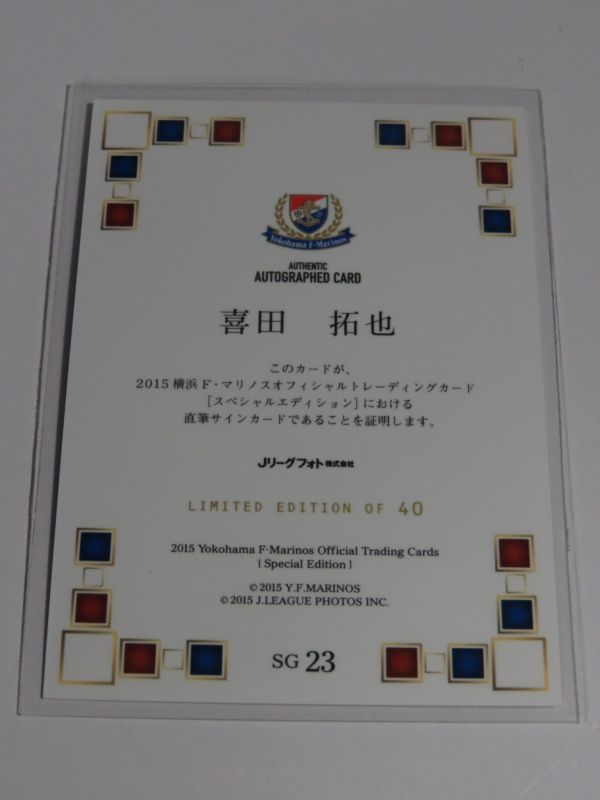 Yokohama F·Marinos
AUTHENTIC
AUTOGRAPHED CARD
喜田 拓也
このカードが、
2015 横浜 F・マリノスオフィシャルトレーディングカード
[スペシャルエディション]における
直筆サインカードであることを証明します。
Jリーグフォト株式会社
LIMITED EDITION OF 40
2015 Yokohama F·Marinos Official Trading Cards
[ Special Edition ]
© 2015 Y.F.MARINOS
© 2015 J.LEAGUE PHOTOS INC.
SG 23